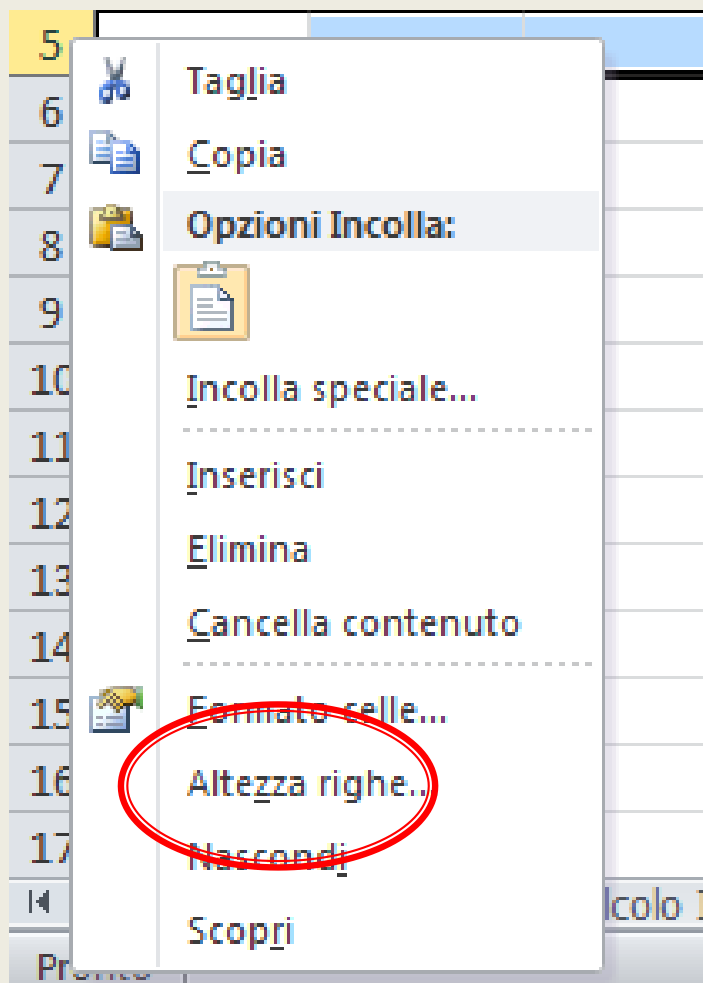 5
Taglia
6
Copia
7
Opzioni Incolla:
8
9
10
Incolla speciale...
11
Inserisci
12
Elimina
13
Cancella contenuto
14
15
Formato celle...
16
Altezza righe...
17
Nascondi
Scopri